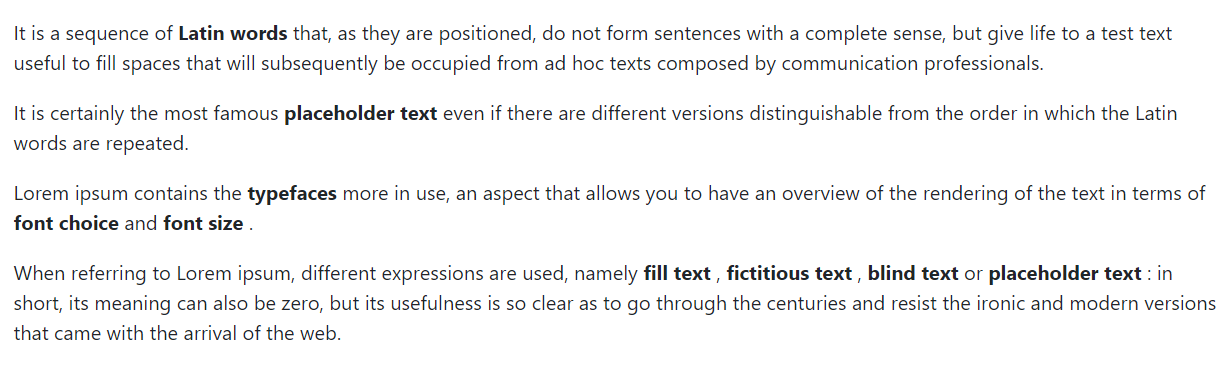 It is a sequence of Latin words that, as they are positioned, do not form sentences with a complete sense, but give life to a test text
useful to fill spaces that will subsequently be occupied from ad hoc texts composed by communication professionals.
It is certainly the most famous placeholder text even if there are different versions distinguishable from the order in which the Latin
words are repeated.
Lorem ipsum contains the typefaces more in use, an aspect that allows you to have an overview of the rendering of the text in terms of
font choice and font size .
When referring to Lorem ipsum, different expressions are used, namely fill text , fictitious text , blind text or placeholder text : in
short, its meaning can also be zero, but its usefulness is so clear as to go through the centuries and resist the ironic and modern versions
that came with the arrival of the web.